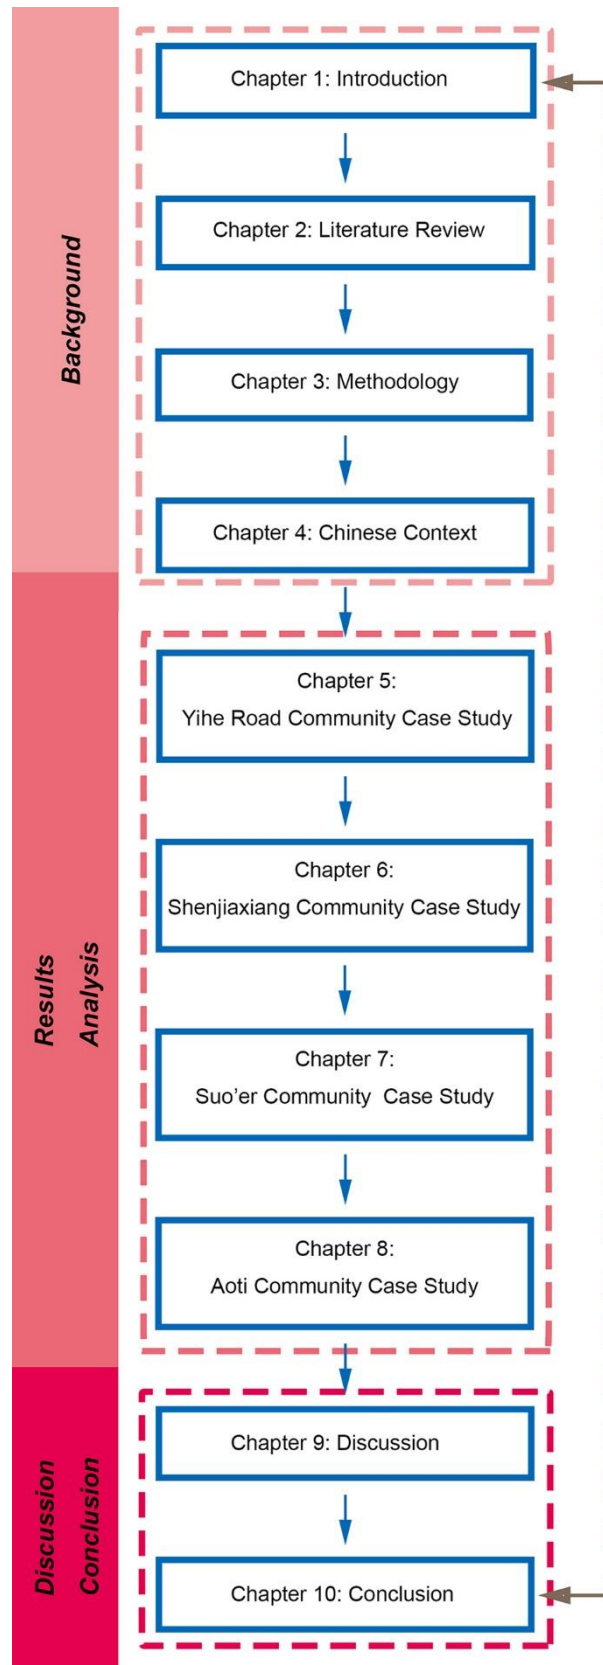 Background
Chapter 1: Introduction
Chapter 2: Literature Review
Chapter 3: Methodology
Chapter 4: Chinese Context
Results
Analysis
Chapter 5:
Yihe Road Community Case Study
Chapter 6:
Shenjiaxiang Community Case Study
Chapter 7:
Suo’er Community  Case Study
Chapter 8:
Aoti Community Case Study
Discussion
Conclusion
Chapter 9: Discussion
Chapter 10: Conclusion